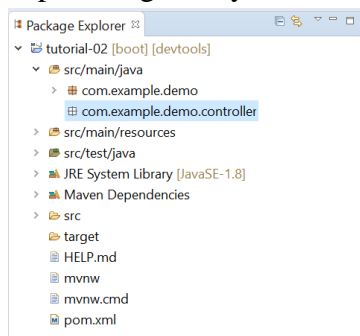 Package Explorer
tutorial-02 [boot] [devtools]
src/main/java
com.example.demo
com.example.demo.controller
src/main/resources
src/test/java
JRE System Library [JavaSE-1.8]
Maven Dependencies
src
target
HELP.md
mvnw
mvnw.cmd
pom.xml